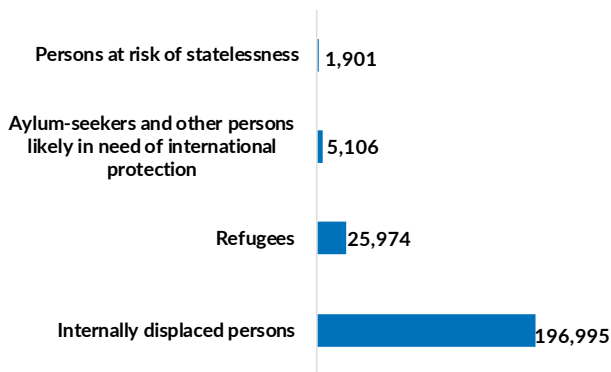 Persons at risk of statelessness
1,901
Aylum-seekers and other persons
likely in need of international
protection
5,106
Refugees
25,974
Internally displaced persons
196,995